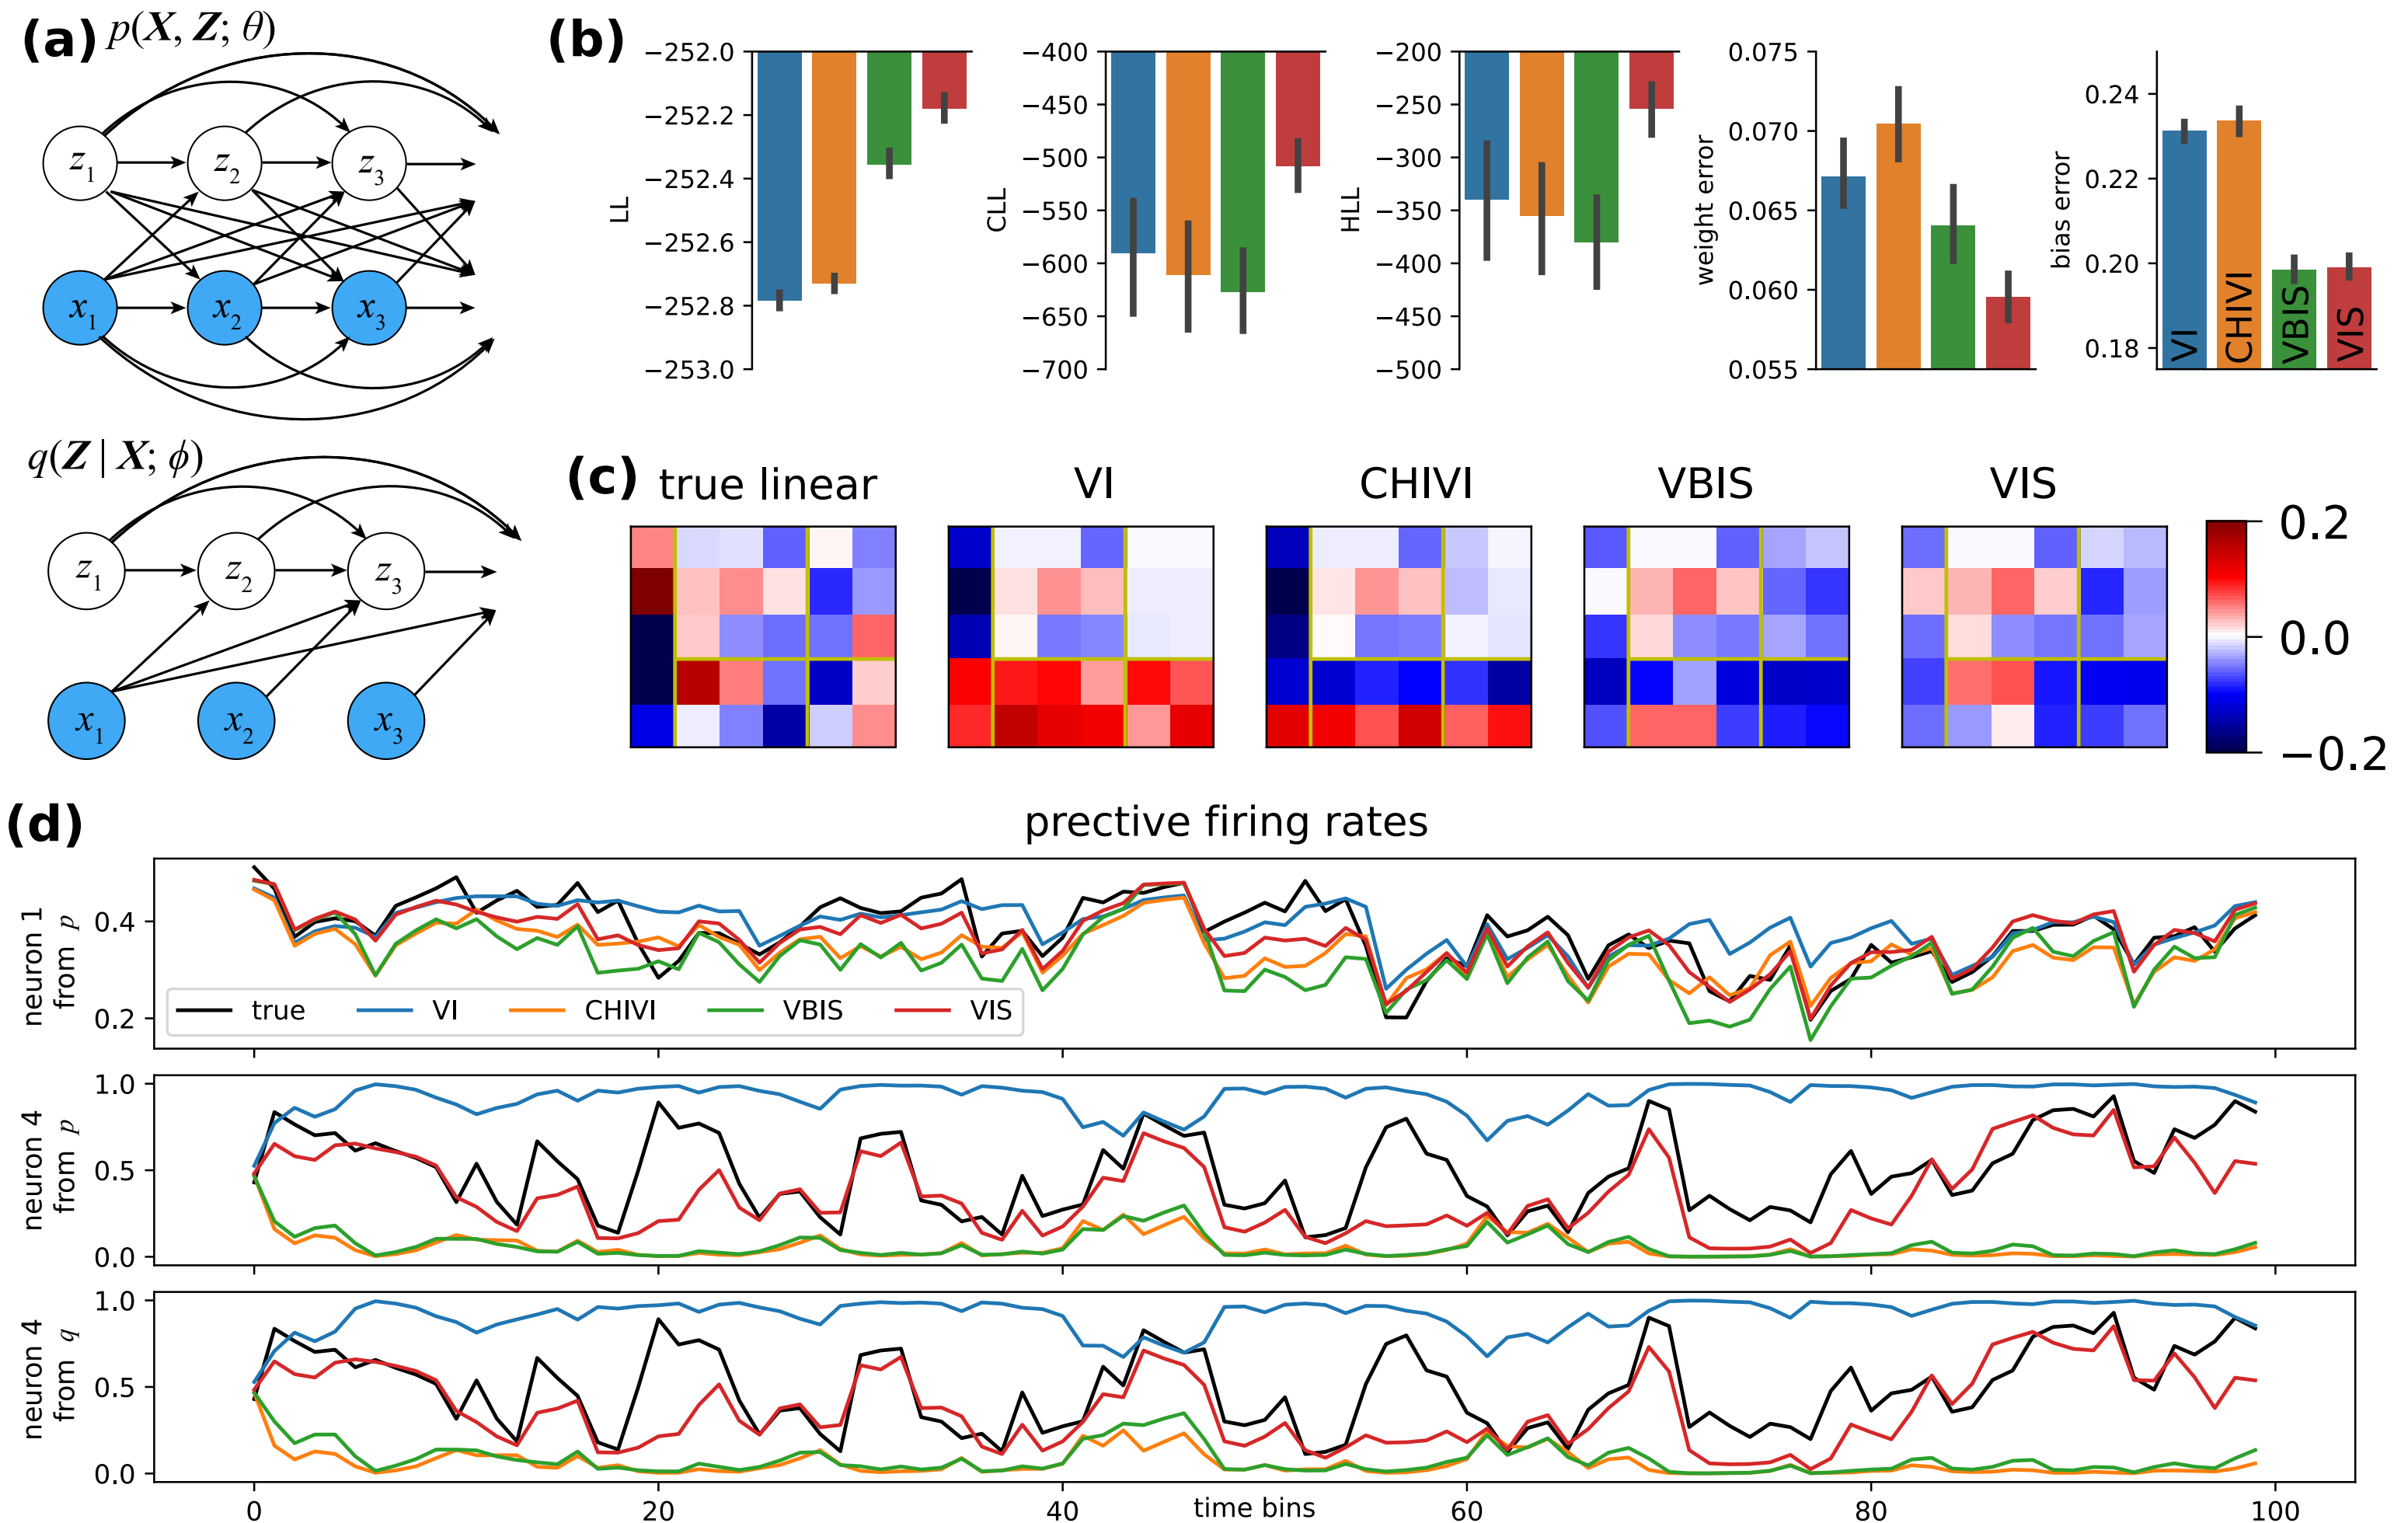 (a) p(X, Z; θ)
z1 z2 z3
x1 x2 x3
q(Z | X; ϕ)
z1 z2 z3
x1 x2 x3
(b)
LL
−252.0
−252.2
−252.4
−252.6
−252.8
−253.0
CLL
−400
−450
−500
−550
−600
−650
−700
HLL
−200
−250
−300
−350
−400
−450
−500
weight error
0.075
0.070
0.065
0.060
0.055
bias error
0.24
0.22
0.20
0.18
VI CHIVI VBIS VIS
(c) true linear VI CHIVI VBIS VIS
0.2
0.0
−0.2
(d) prective firing rates
neuron 1
from p
0.4
0.2
true VI CHIVI VBIS VIS
neuron 4
from p
1.0
0.5
0.0
neuron 4
from q
1.0
0.5
0.0
0 20 40 60 80 100
time bins